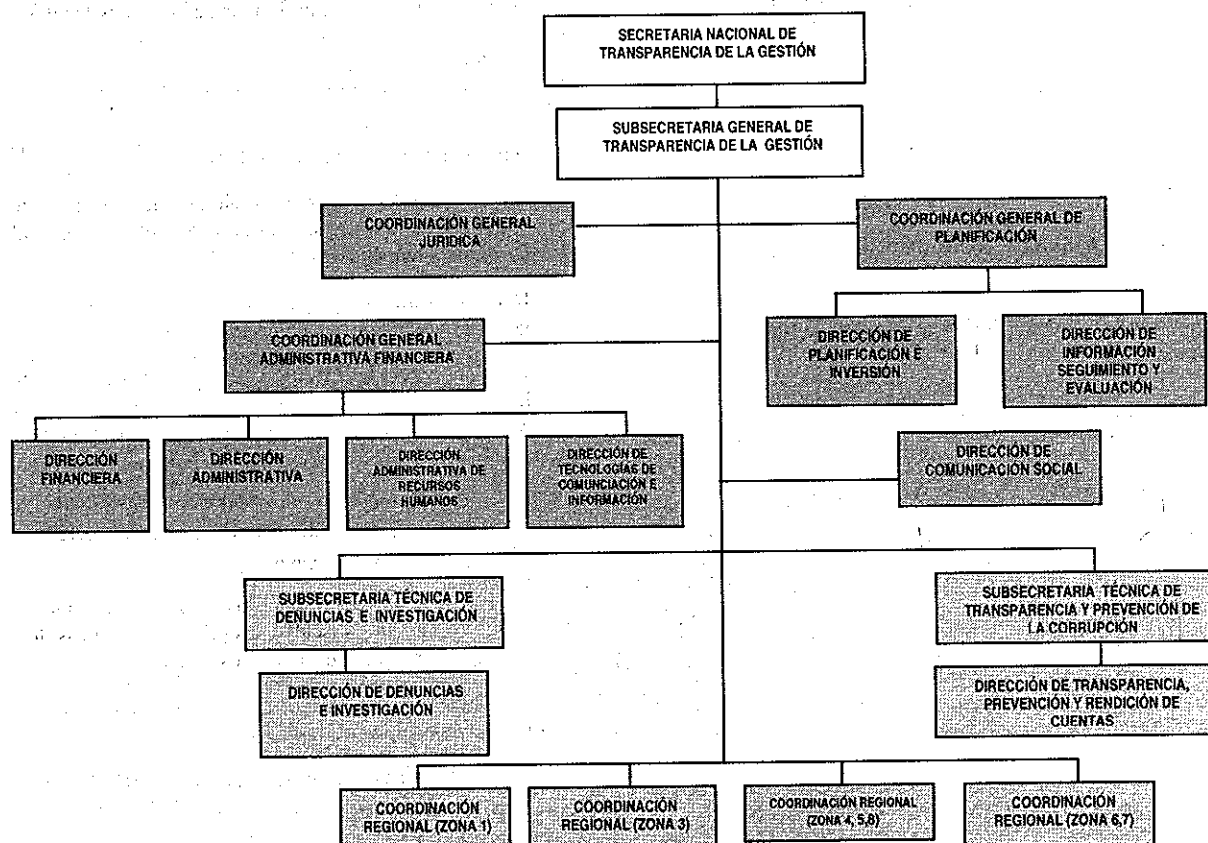 SECRETARIA NACIONAL DE
TRANSPARENCIA DE LA GESTIÓN
SUBSECRETARIA GENERAL DE
TRANSPARENCIA DE LA GESTIÓN
COORDINACIÓN GENERAL
JURIDICA
COORDINACIÓN GENERAL DE
PLANIFICACIÓN
COORDINACIÓN GENERAL
ADMINISTRATIVA FINANCIERA
DIRECCIÓN DE
PLANIFICACIÓN E
INVERSIÓN
DIRECCIÓN DE
INFORMACIÓN
SEGUIMIENTO Y
EVALUACIÓN
DIRECCIÓN
FINANCIERA
DIRECCIÓN
ADMINISTRATIVA
DIRECCIÓN
ADMINISTRATIVA DE
RECURSOS
HUMANOS
DIRECCIÓN DE
TECNOLOGÍAS DE
COMUNCIACIÓN E
INFORMACIÓN
DIRECCIÓN DE
COMUNICACIÓN SOCIAL
SUBSECRETARIA TÉCNICA DE
DENUNCIAS E INVESTIGACIÓN
SUBSECRETARIA TÉCNICA DE
TRANSPARENCIA Y PREVENCIÓN DE
LA CORRUPCIÓN
DIRECCIÓN DE DENUNCIAS
E INVESTIGACIÓN
DIRECCIÓN DE TRANSPARENCIA,
PREVENCIÓN Y RENDICIÓN DE
CUENTAS
COORDINACIÓN
REGIONAL (ZONA 1)
COORDINACIÓN
REGIONAL (ZONA 3)
COORDINACIÓN REGIONAL
(ZONA 4, 5,8)
COORDINACIÓN
REGIONAL (ZONA 6,7)